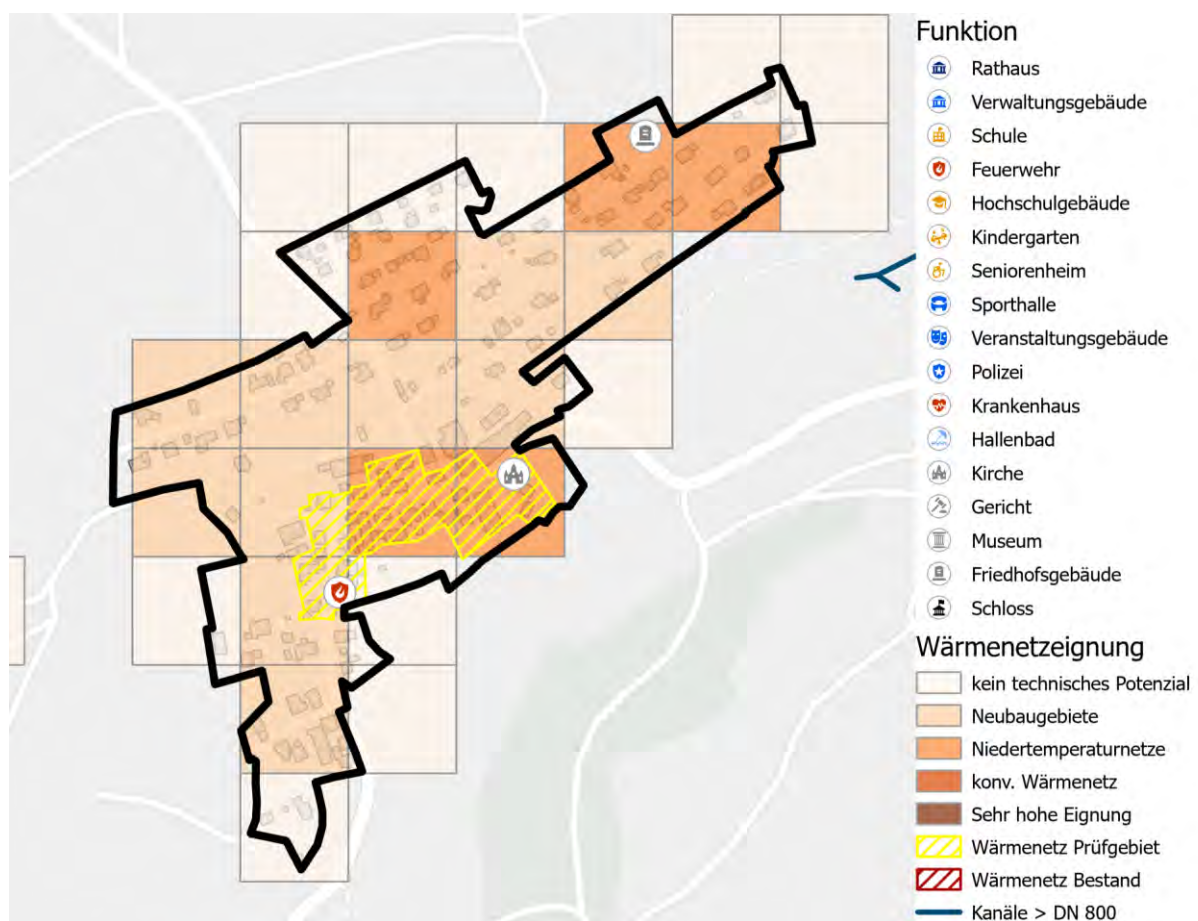 Funktion
Rathaus
Verwaltungsgebäude
Schule
Feuerwehr
Hochschulgebäude
Kindergarten
Seniorenheim
Sporthalle
Veranstaltungsgebäude
Polizei
Krankenhaus
Hallenbad
Kirche
Gericht
Museum
Friedhofsgebäude
Schloss
Wärmenetzeignung
kein technisches Potenzial
Neubaugebiete
Niedertemperaturnetze
konv. Wärmenetz
Sehr hohe Eignung
Wärmenetz Prüfgebiet
Wärmenetz Bestand
Kanäle > DN 800